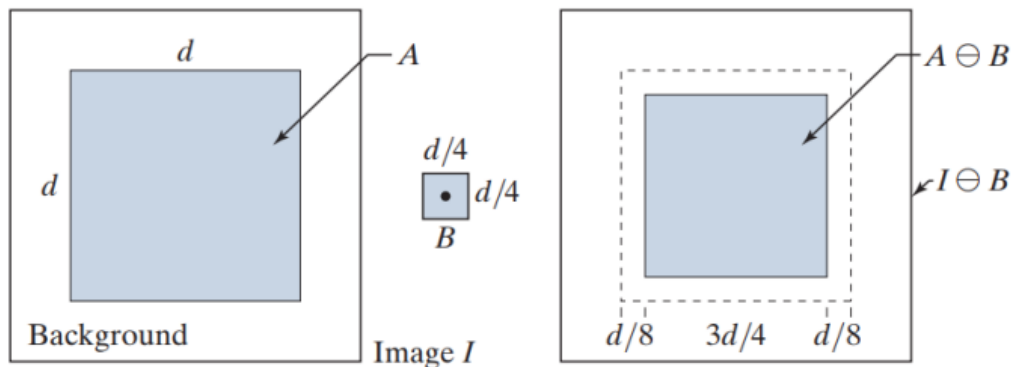 d
A
d
Background
Image I
d/4
d/4
B
A ⊖ B
I ⊖ B
d/8 3d/4 d/8